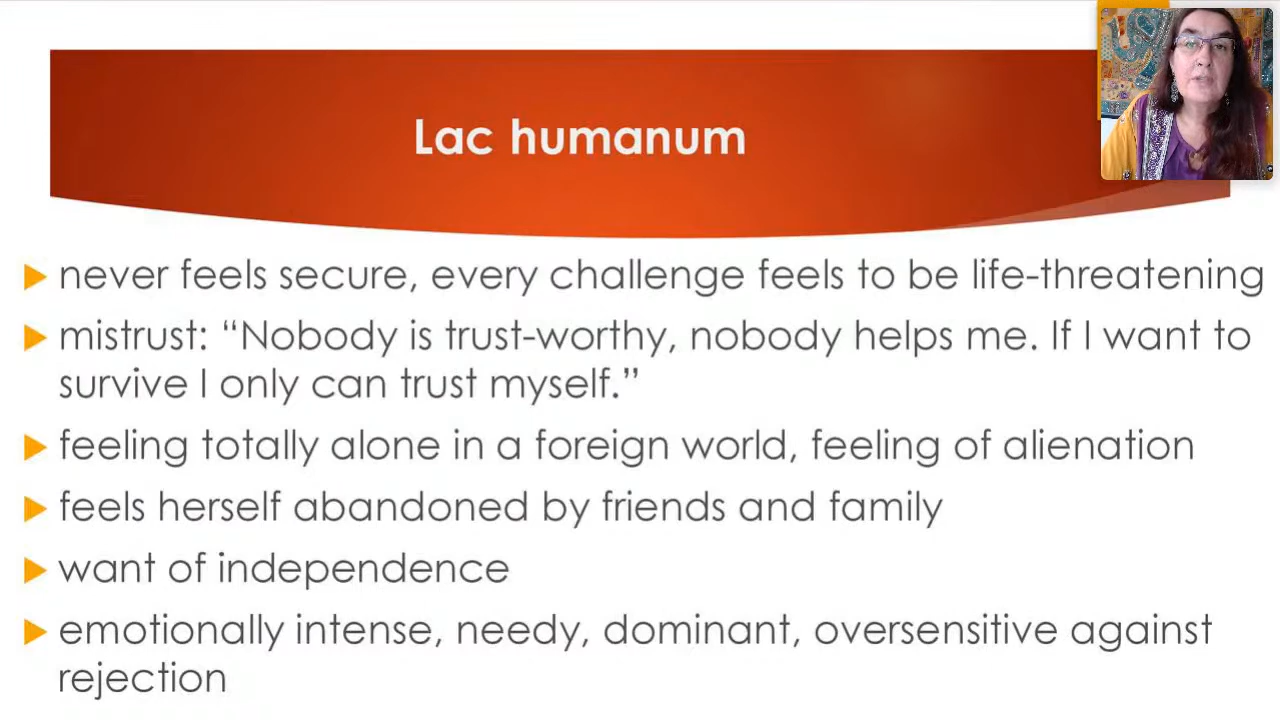 Lac humanum
never feels secure, every challenge feels to be life-threatening
mistrust: “Nobody is trust-worthy, nobody helps me. If I want to
survive I only can trust myself.”
feeling totally alone in a foreign world, feeling of alienation
feels herself abandoned by friends and family
want of independence
emotionally intense, needy, dominant, oversensitive against
rejection